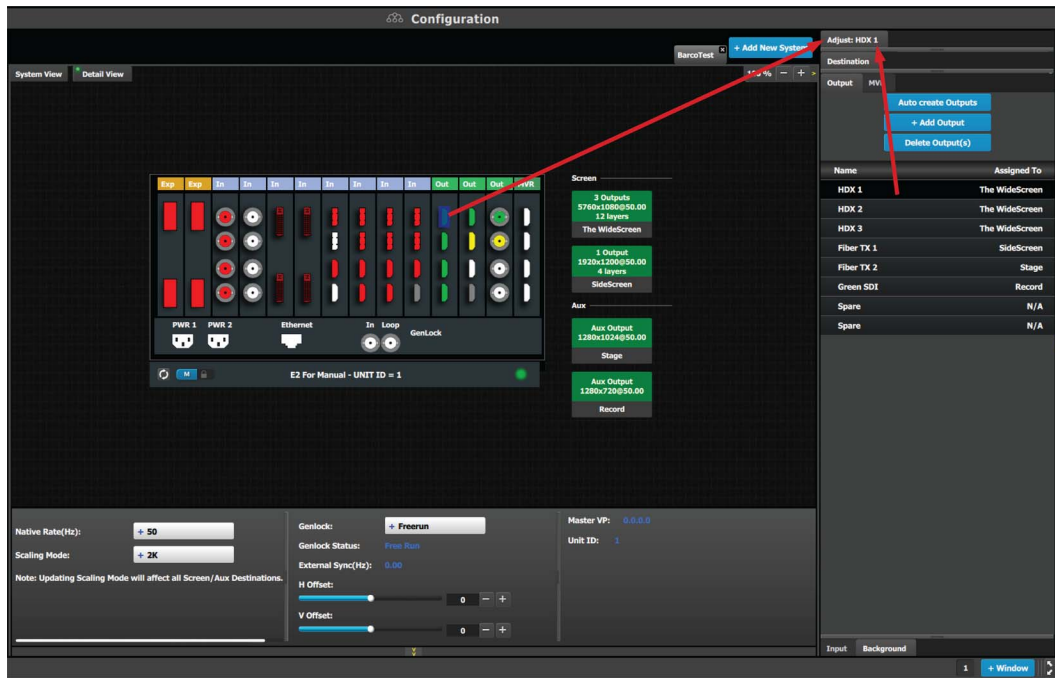 Configuration
BarcoTest
+ Add New System
Adjust: HDX 1
Destination
System View
Detail View
%
Output
Auto create Outputs
+ Add Output
Delete Output(s)
Name Assigned To
HDX 1 The WideScreen
HDX 2 The WideScreen
HDX 3 The WideScreen
Fiber TX 1 SideScreen
Fiber TX 2 Stage
Green SDI Record
Spare N/A
Spare N/A
Exp Exp In In In In In In In Out Out Out MVR
PWR 1 PWR 2 Ethernet In Loop GenLock
M
E2 For Manual - UNIT ID = 1
Screen
3 Outputs
5760x1080@50.00
12 layers
The WideScreen
1 Output
1920x1200@50.00
4 layers
SideScreen
Aux
Aux Output
1280x1024@50.00
Stage
Aux Output
1280x720@50.00
Record
Native Rate(Hz): + 50
Scaling Mode: + 2K
Note: Updating Scaling Mode will affect all Screen/Aux Destinations.
Genlock: + Freerun
Genlock Status: Free Run
External Sync(Hz): 0.00
H Offset:
0 − +
V Offset:
0 − +
Master VP: 0.0.0.0
Unit ID: 1
Input Background
1 + Window